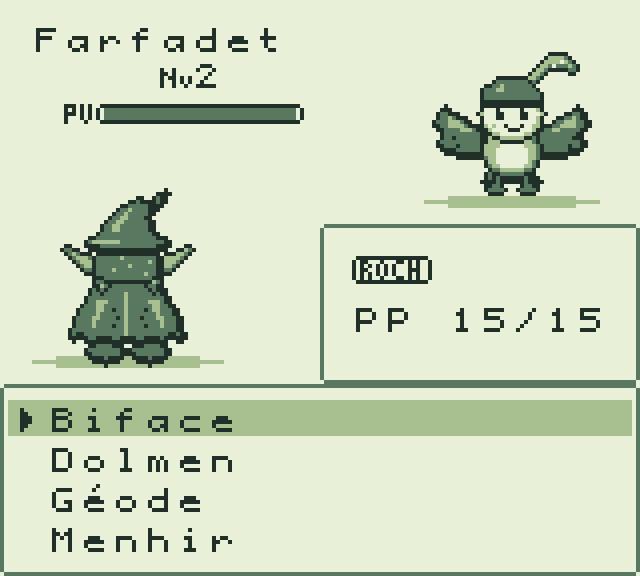 Farfadet
Nv2
PV
ROCH
PP 15/15
Biface
Dolmen
Géode
Menhir